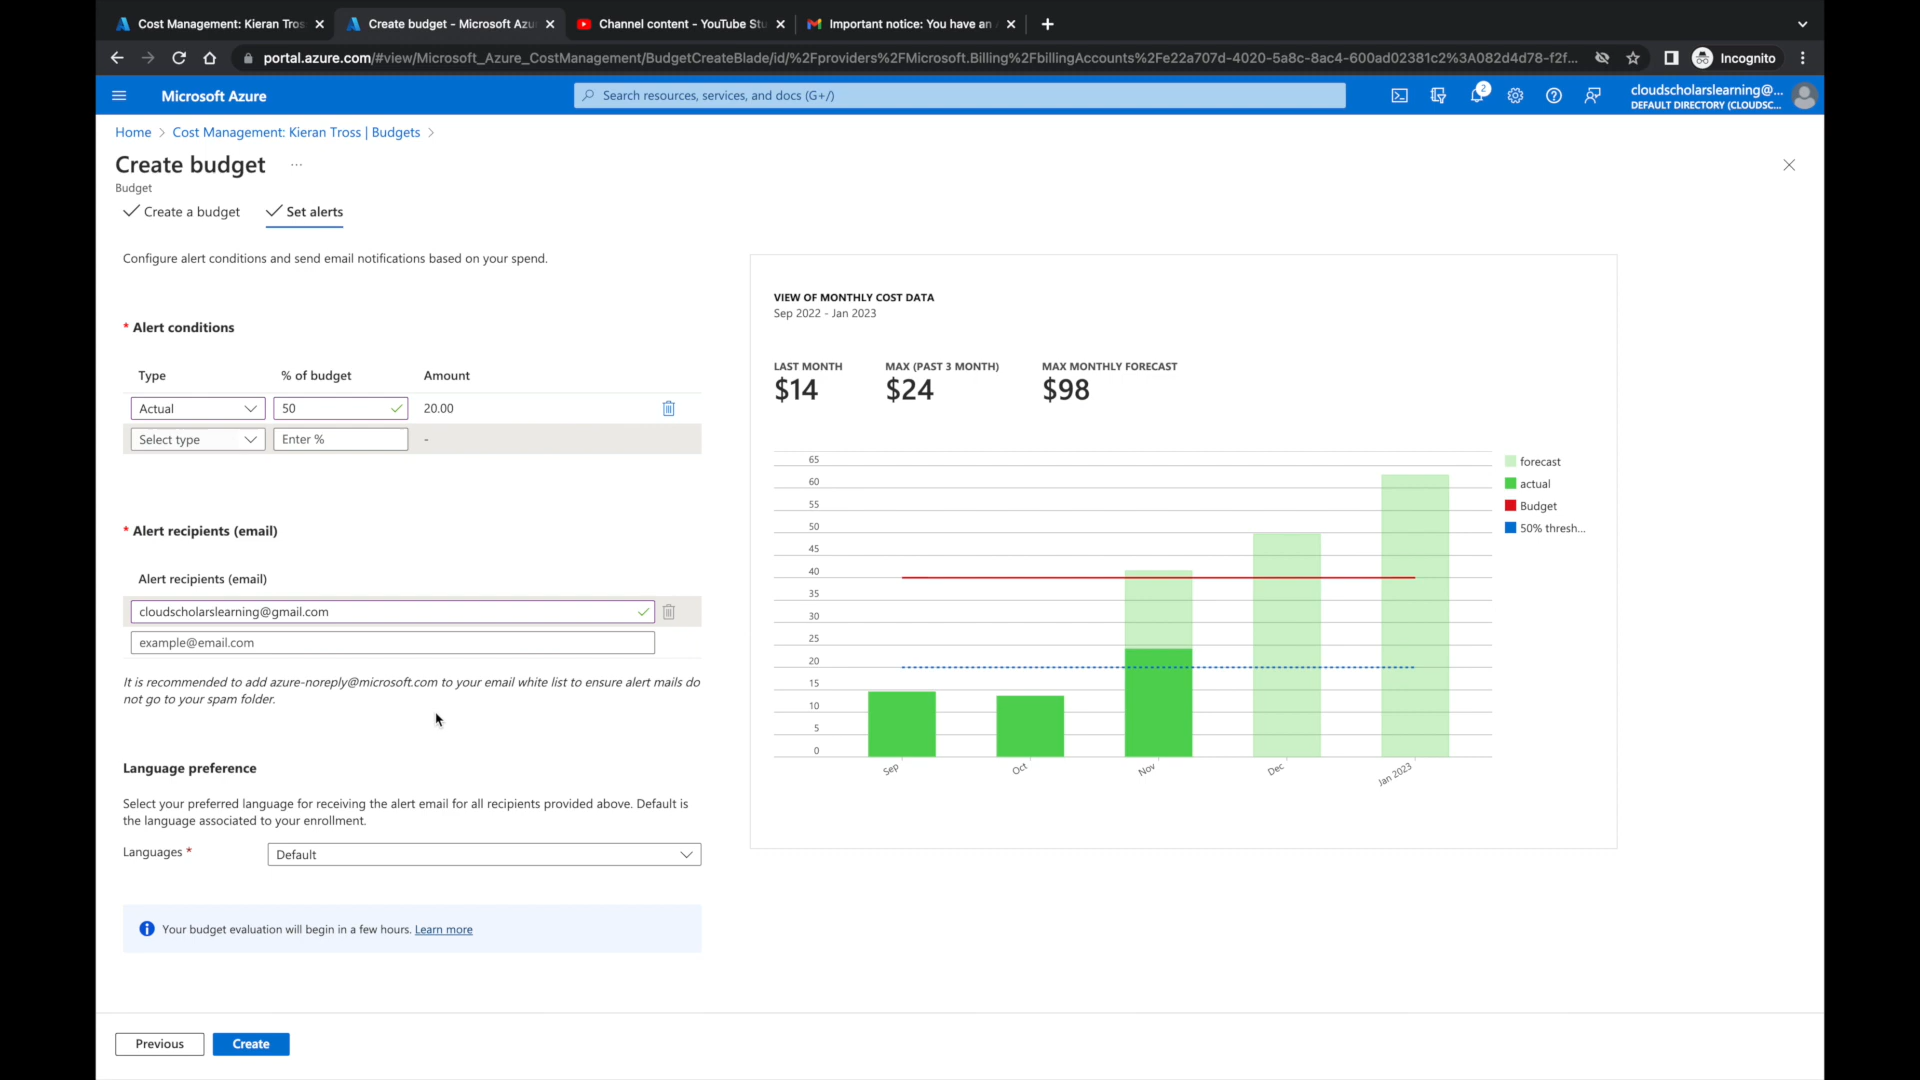 Cost Management: Kieran Tros
Create budget - Microsoft Azu
Channel content - YouTube Stu
Important notice: You have an
portal.azure.com/#view/Microsoft_Azure_CostManagement/BudgetCreateBlade/id/%2Fproviders%2FMicrosoft.Billing%2FbillingAccounts%2Fe22a707d-4020-5a8c-8ac4-600ad02381c2%3A082d4d78-f2f...
Incognito
Microsoft Azure
Search resources, services, and docs (G+/)
2
cloudscholarslearning@...
DEFAULT DIRECTORY (CLOUDSC...
Home > Cost Management: Kieran Tross | Budgets >
Create budget ...
Budget
Create a budget
Set alerts
Configure alert conditions and send email notifications based on your spend.
* Alert conditions
Type % of budget Amount
Actual 50 20.00
Select type Enter % -
* Alert recipients (email)
Alert recipients (email)
cloudscholarslearning@gmail.com
example@email.com
It is recommended to add azure-noreply@microsoft.com to your email white list to ensure alert mails do
not go to your spam folder.
Language preference
Select your preferred language for receiving the alert email for all recipients provided above. Default is
the language associated to your enrollment.
Languages * Default
Your budget evaluation will begin in a few hours. Learn more
Previous
Create
VIEW OF MONTHLY COST DATA
Sep 2022 - Jan 2023
LAST MONTH
$14
MAX (PAST 3 MONTH)
$24
MAX MONTHLY FORECAST
$98
65
60
55
50
45
40
35
30
25
20
15
10
5
0
Sep
Oct
Nov
Dec
Jan 2023
forecast
actual
Budget
50% thresh...